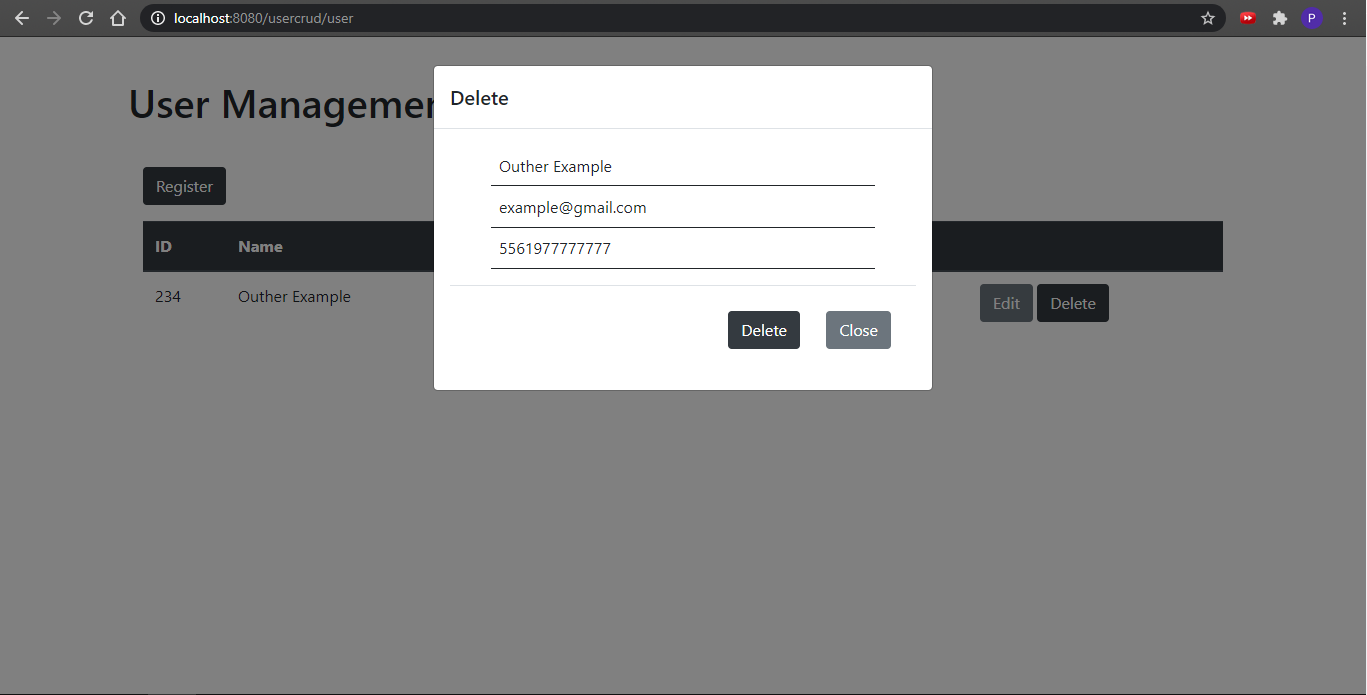 localhost:8080/usercrud/user
P
User Managemen
Delete
Outher Example
example@gmail.com
5561977777777
Delete Close
Register
ID Name
234 Outher Example Edit Delete